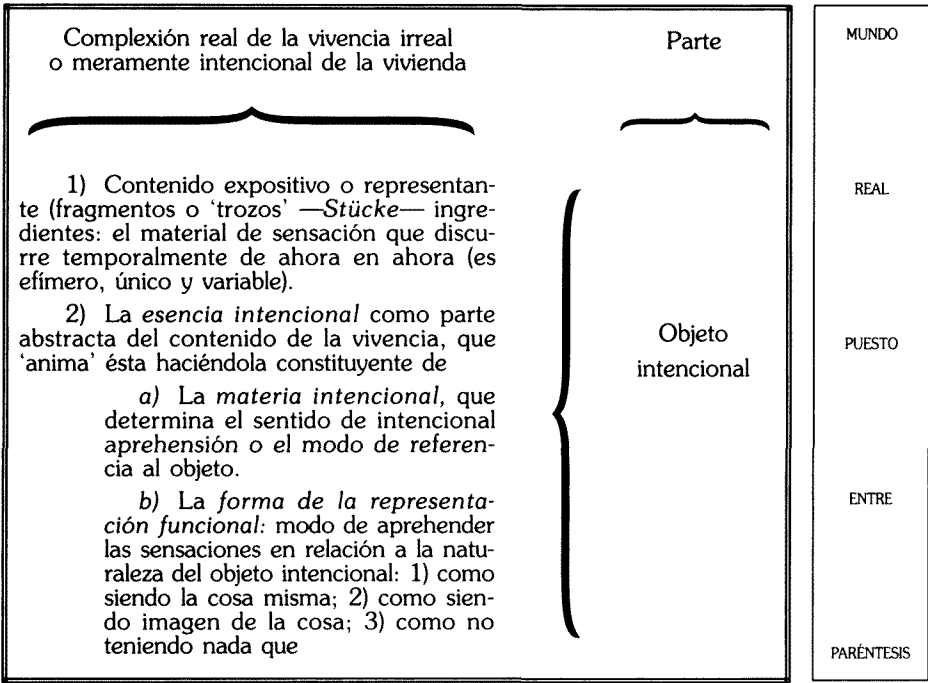 Complexión real de la vivencia irreal
o meramente intencional de la vivienda
Parte
1) Contenido expositivo o representan-
te (fragmentos o ‘trozos’ —Stücke— ingre-
dientes: el material de sensación que discu-
rre temporalmente de ahora en ahora (es
efímero, único y variable).
2) La esencia intencional como parte
abstracta del contenido de la vivencia, que
‘anima’ ésta haciéndola constituyente de
a) La materia intencional, que
determina el sentido de intencional
aprehensión o el modo de referen-
cia al objeto.
b) La forma de la representa-
ción funcional: modo de aprehender
las sensaciones en relación a la natu-
raleza del objeto intencional: 1) como
siendo la cosa misma; 2) como sien-
do imagen de la cosa; 3) como no
teniendo nada que
Objeto
intencional
MUNDO
REAL
PUESTO
ENTRE
PARÉNTESIS